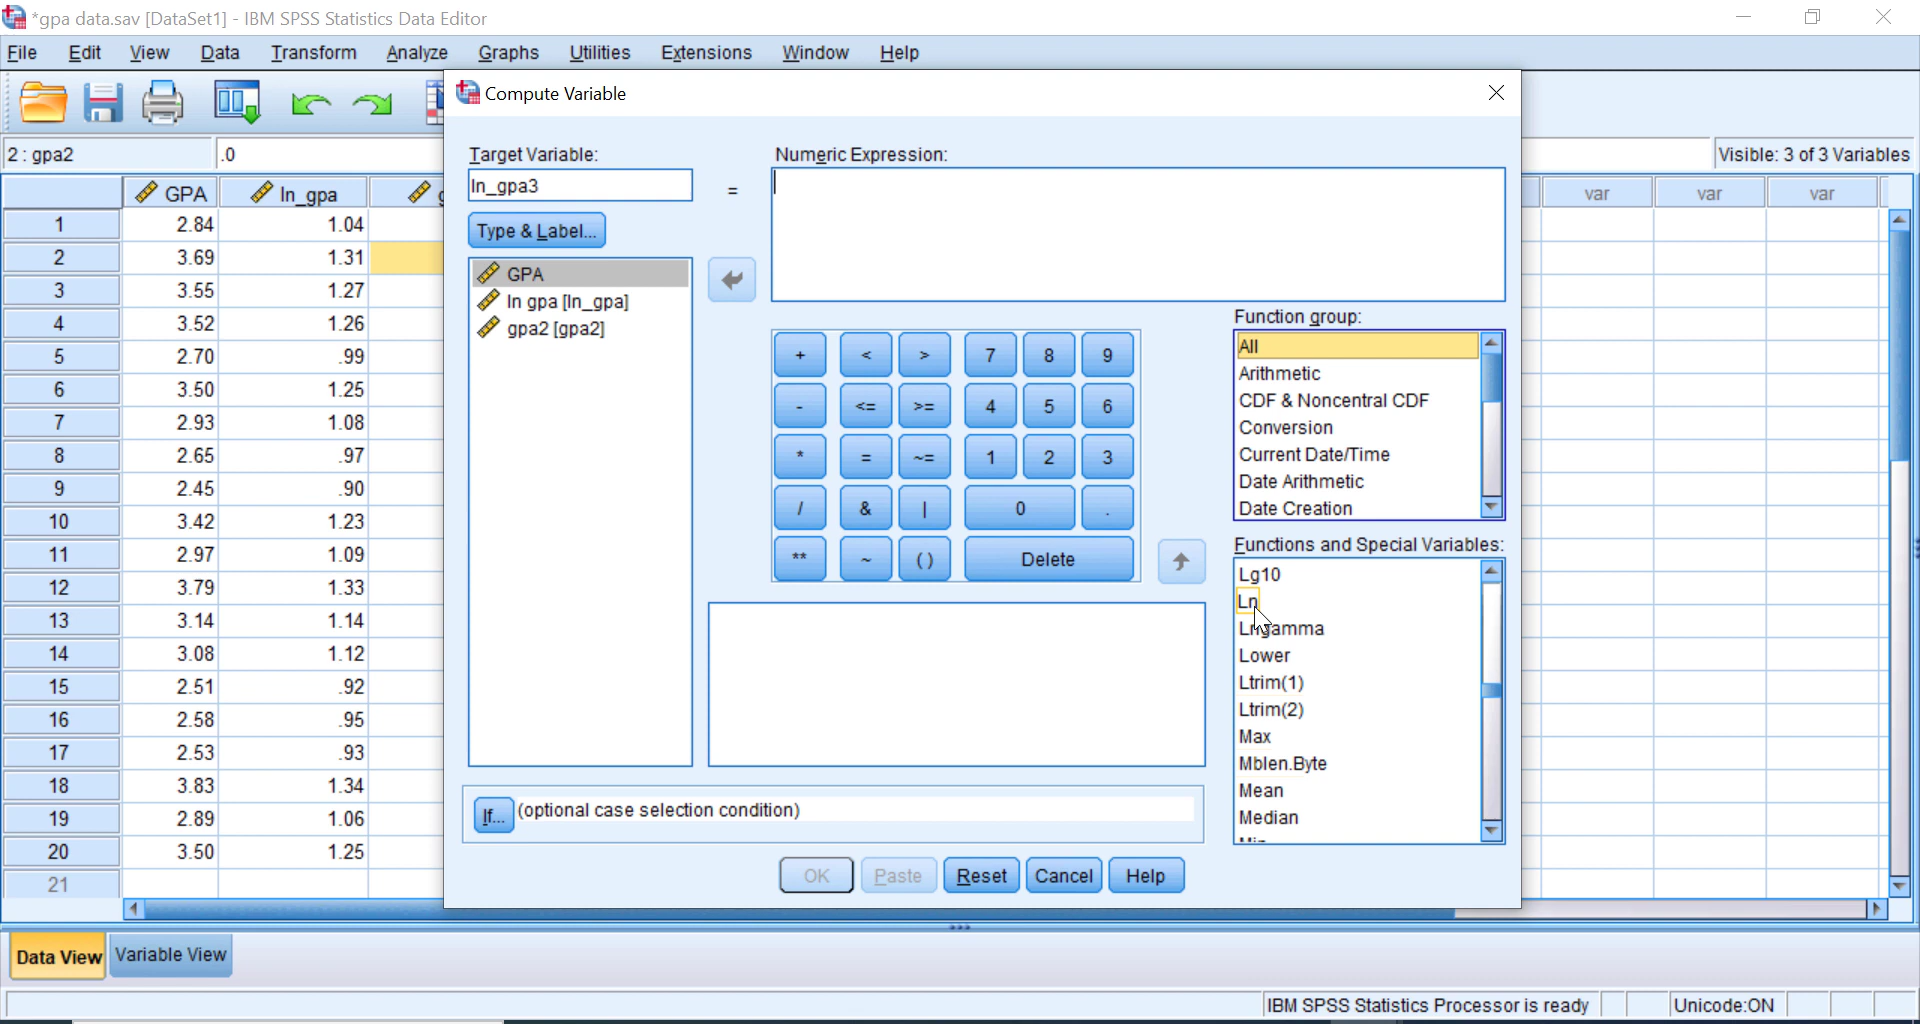 *gpa data.sav [DataSet1] - IBM SPSS Statistics Data Editor
File Edit View Data Transform Analyze Graphs Utilities Extensions Window Help
Compute Variable
2 : gpa2 .0
Visible: 3 of 3 Variables
Target Variable:
Numeric Expression:
ln_gpa3
=
Type & Label...
GPA
ln gpa [ln_gpa]
gpa2 [gpa2]
GPA ln_gpa
var var var
1 2.84 1.04
2 3.69 1.31
3 3.55 1.27
4 3.52 1.26
5 2.70 .99
6 3.50 1.25
7 2.93 1.08
8 2.65 .97
9 2.45 .90
10 3.42 1.23
11 2.97 1.09
12 3.79 1.33
13 3.14 1.14
14 3.08 1.12
15 2.51 .92
16 2.58 .95
17 2.53 .93
18 3.83 1.34
19 2.89 1.06
20 3.50 1.25
21
+ < > 7 8 9
- <= >= 4 5 6
* = ~= 1 2 3
/ & | 0 .
** ~ ( ) Delete
Function group:
All
Arithmetic
CDF & Noncentral CDF
Conversion
Current Date/Time
Date Arithmetic
Date Creation
Functions and Special Variables:
Lg10
Ln
Lngamma
Lower
Ltrim(1)
Ltrim(2)
Max
Mblen.Byte
Mean
Median
If... (optional case selection condition)
OK Paste Reset Cancel Help
Data View Variable View
IBM SPSS Statistics Processor is ready
Unicode:ON